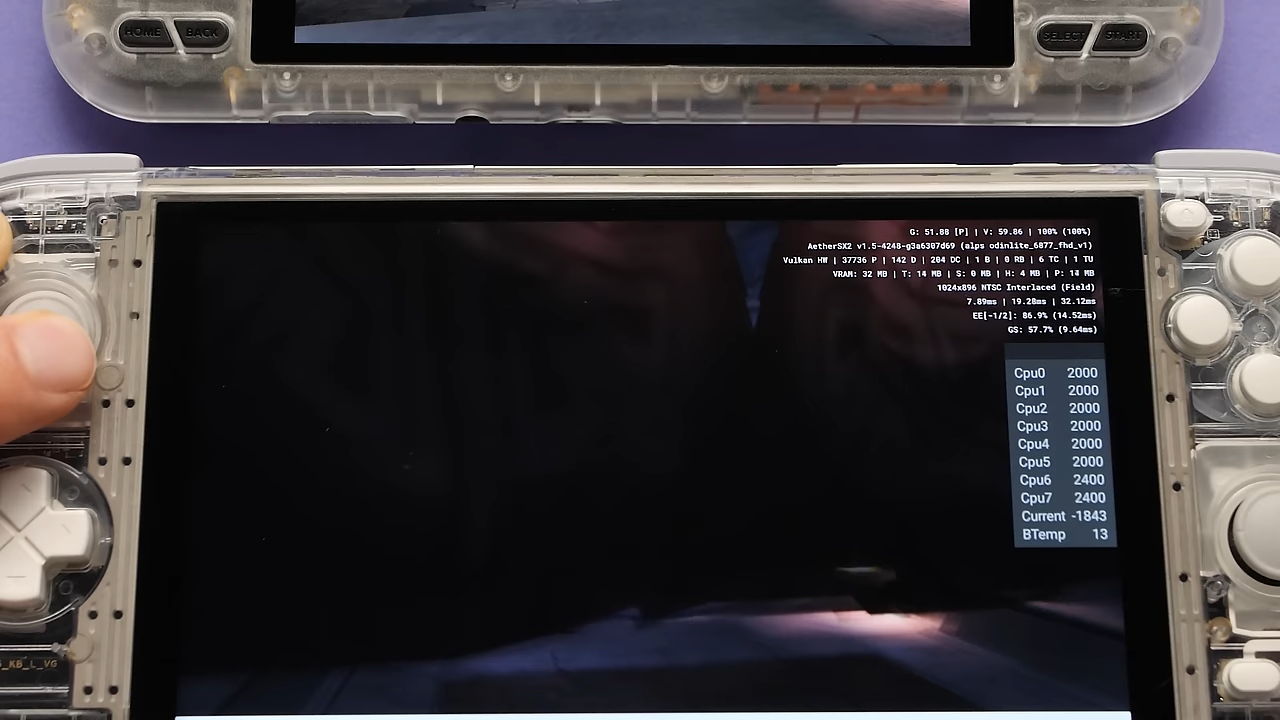 HOME BACK SELECT START
G: 51.88 [P] | V: 59.86 | 100% (100%)
AetherSX2 v1.5-4248-g3a6307d69 (alps odinlite_6877_fhd_v1)
Vulkan HW | 37736 P | 142 D | 284 DC | 1 B | 0 RB | 6 TC | 1 TU
VRAM: 32 MB | T: 14 MB | S: 0 MB | H: 4 MB | P: 14 MB
1024x896 NTSC Interlaced (Field)
7.89ms | 19.28ms | 32.12ms
EE[-1/2]: 86.9% (14.52ms)
GS: 57.7% (9.64ms)
Cpu0 2000
Cpu1 2000
Cpu2 2000
Cpu3 2000
Cpu4 2000
Cpu5 2000
Cpu6 2400
Cpu7 2400
Current -1843
BTemp 13
_KB_L_VG